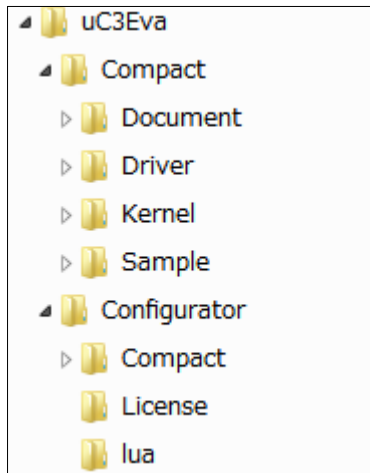 uC3Eva
Compact
Document
Driver
Kernel
Sample
Configurator
Compact
License
lua